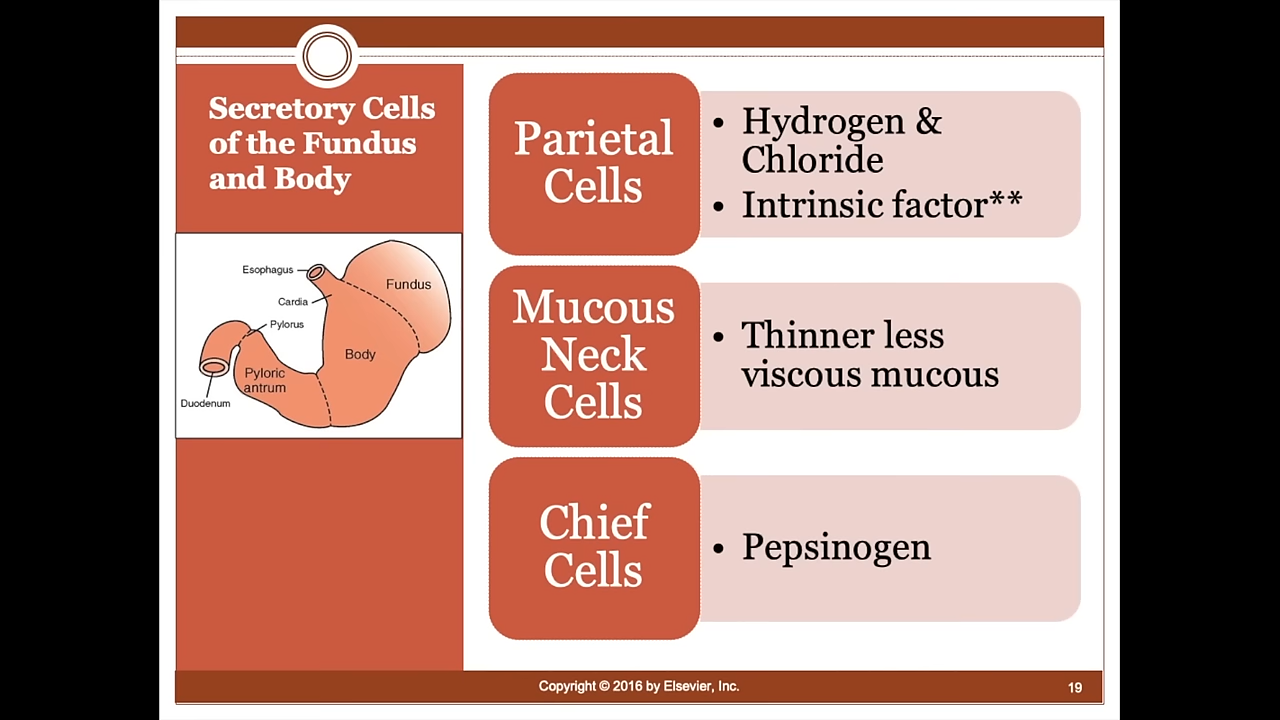 Secretory Cells
of the Fundus
and Body
Esophagus
Cardia
Pylorus
Fundus
Body
Pyloric
antrum
Duodenum
Parietal
Cells
• Hydrogen &
Chloride
• Intrinsic factor**
Mucous
Neck
Cells
• Thinner less
viscous mucous
Chief
Cells
• Pepsinogen
Copyright © 2016 by Elsevier, Inc.
19